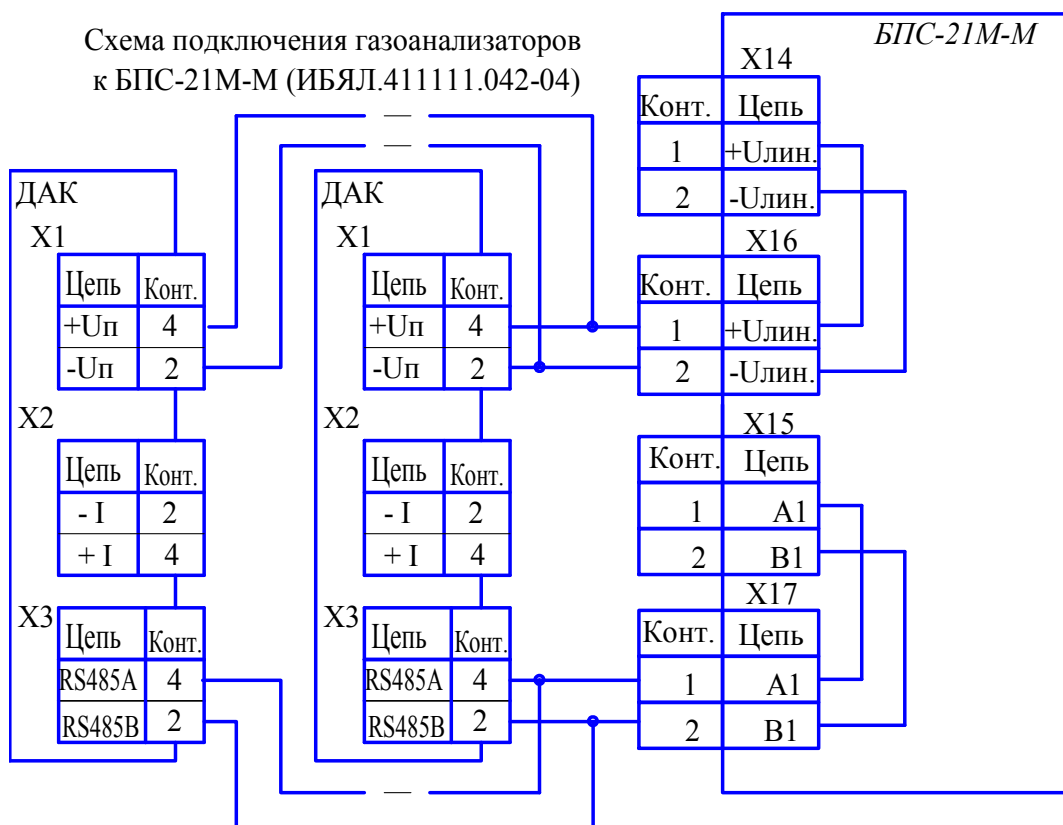 Схема подключения газоанализаторов
к БПС-21М-М (ИБЯЛ.411111.042-04)
БПС-21М-М
X14
Конт. Цепь
1 +Uлин.
2 -Uлин.
X16
Конт. Цепь
1 +Uлин.
2 -Uлин.
X15
Конт. Цепь
1 A1
2 B1
X17
Конт. Цепь
1 A1
2 B1
ДАК
X1
Цепь Конт.
+Uп 4
-Uп 2
X2
Цепь Конт.
- I 2
+ I 4
X3
Цепь Конт.
RS485A 4
RS485B 2
ДАК
X1
Цепь Конт.
+Uп 4
-Uп 2
X2
Цепь Конт.
- I 2
+ I 4
X3
Цепь Конт.
RS485A 4
RS485B 2